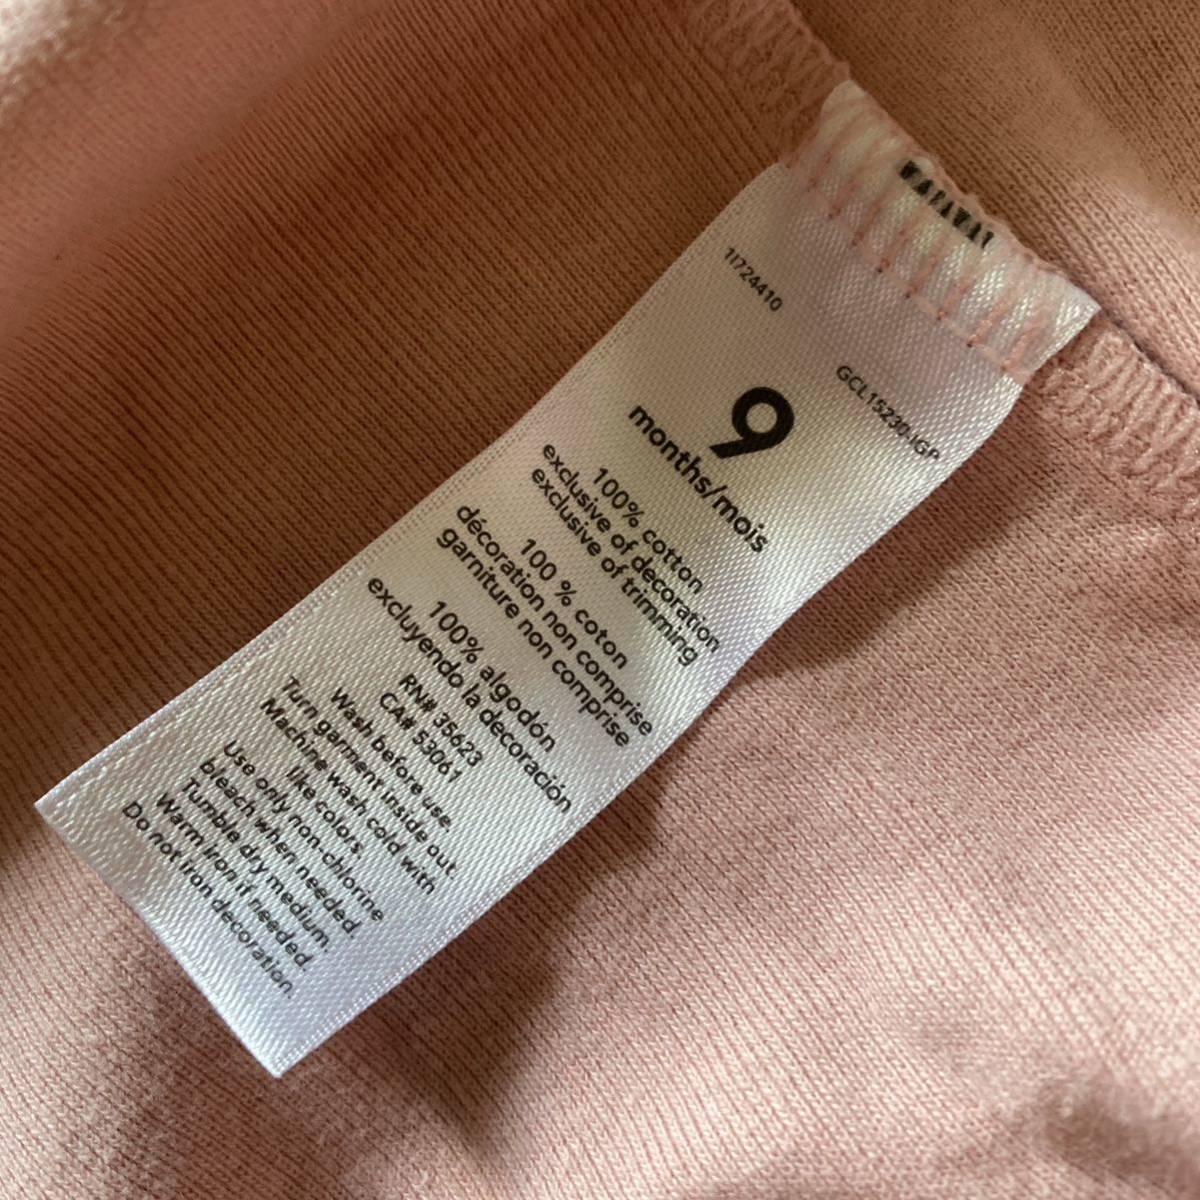 1I724410
GCL15230.IGP
9
months/mois
100% cotton
exclusive of decoration
exclusive of trimming
100 % coton
décoration non comprise
garniture non comprise
100% algodón
excluyendo la decoración
RN# 35623
CA# 53061
Wash before use.
Turn garment inside out
Machine wash cold with
like colors.
Use only non-chlorine
bleach when needed.
Tumble dry medium.
Warm iron if needed.
Do not iron decoration.